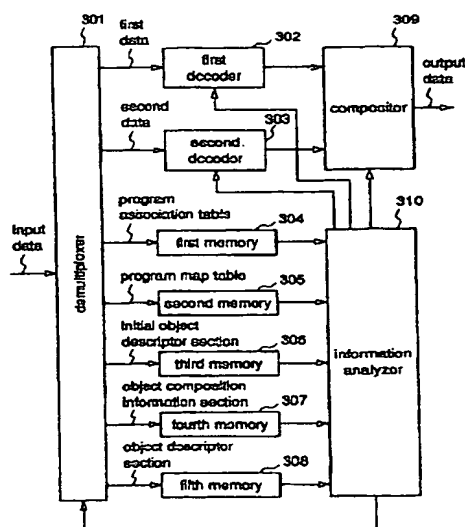 301
first
data
302
first
decoder
309
compositor
output
data
second
data
303
second.
decoder
310
program
association table
304
first memory
Input
data
damultiplexer
program map table
305
second memory
Initial object
descriptor section
306
third memory
information
analyzer
object composition
information section
307
fourth memory
object descriptor
section
308
fifth memory